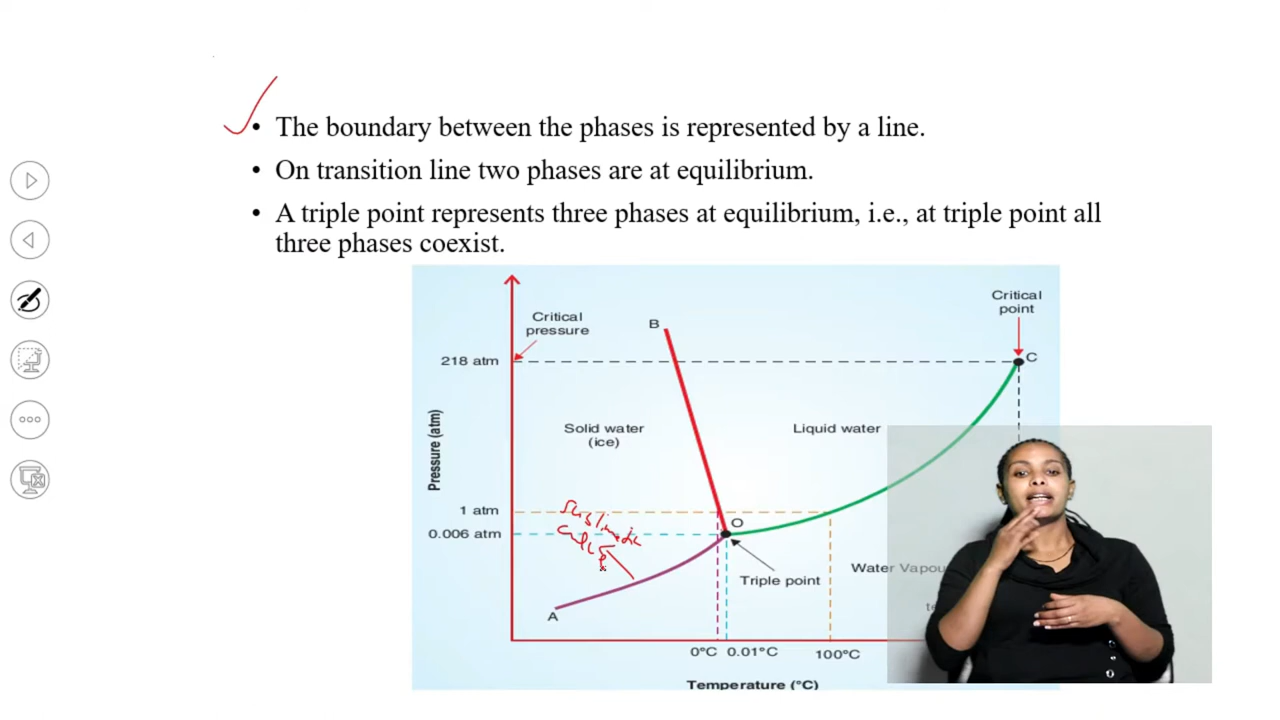 • The boundary between the phases is represented by a line.
• On transition line two phases are at equilibrium.
• A triple point represents three phases at equilibrium, i.e., at triple point all
three phases coexist.
Critical
point
Critical
pressure
B
218 atm
C
Solid water
(ice)
Liquid water
Pressure (atm)
1 atm
O
0.006 atm
Triple point
Water Vapou
A
te
0°C
0.01°C
100°C
Temperature (°C)